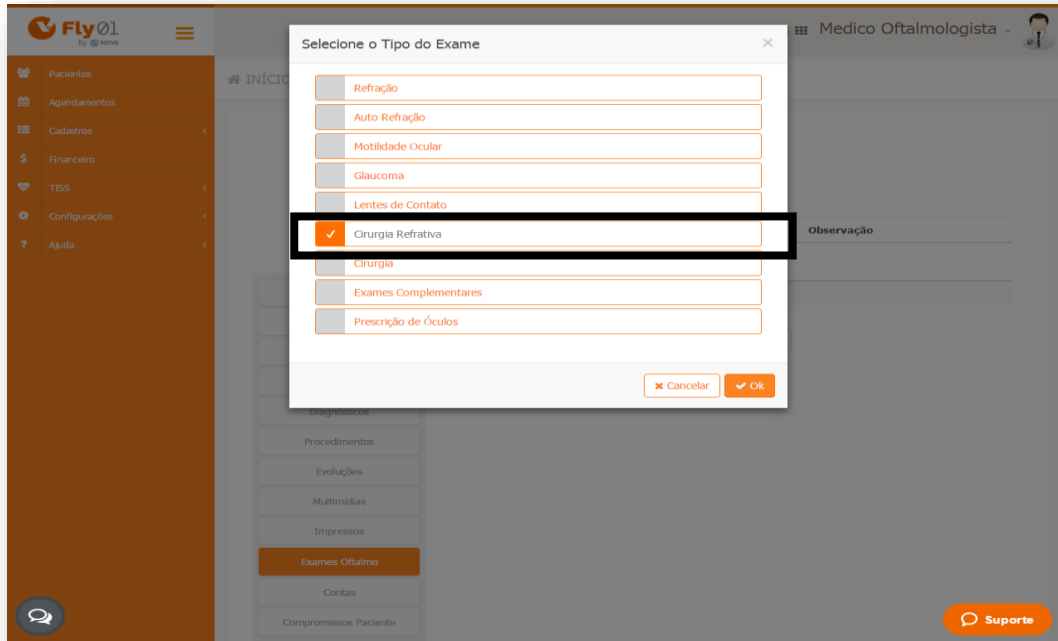 Fly01
Medico Oftalmologista
Selecione o Tipo do Exame
×
Pacientes
Agendamentos
Cadastros
Financeiro
TISS
Configurações
? Ajuda
INÍCIO
Refração
Auto Refração
Motilidade Ocular
Glaucoma
Lentes de Contato
Cirurgia Refrativa
Cirurgia
Exames Complementares
Prescrição de Óculos
Cancelar
Ok
Observação
Diagnósticos
Procedimentos
Evoluções
Multimídias
Impressos
Exames Oftalmo
Contas
Compromissos Paciente
Suporte